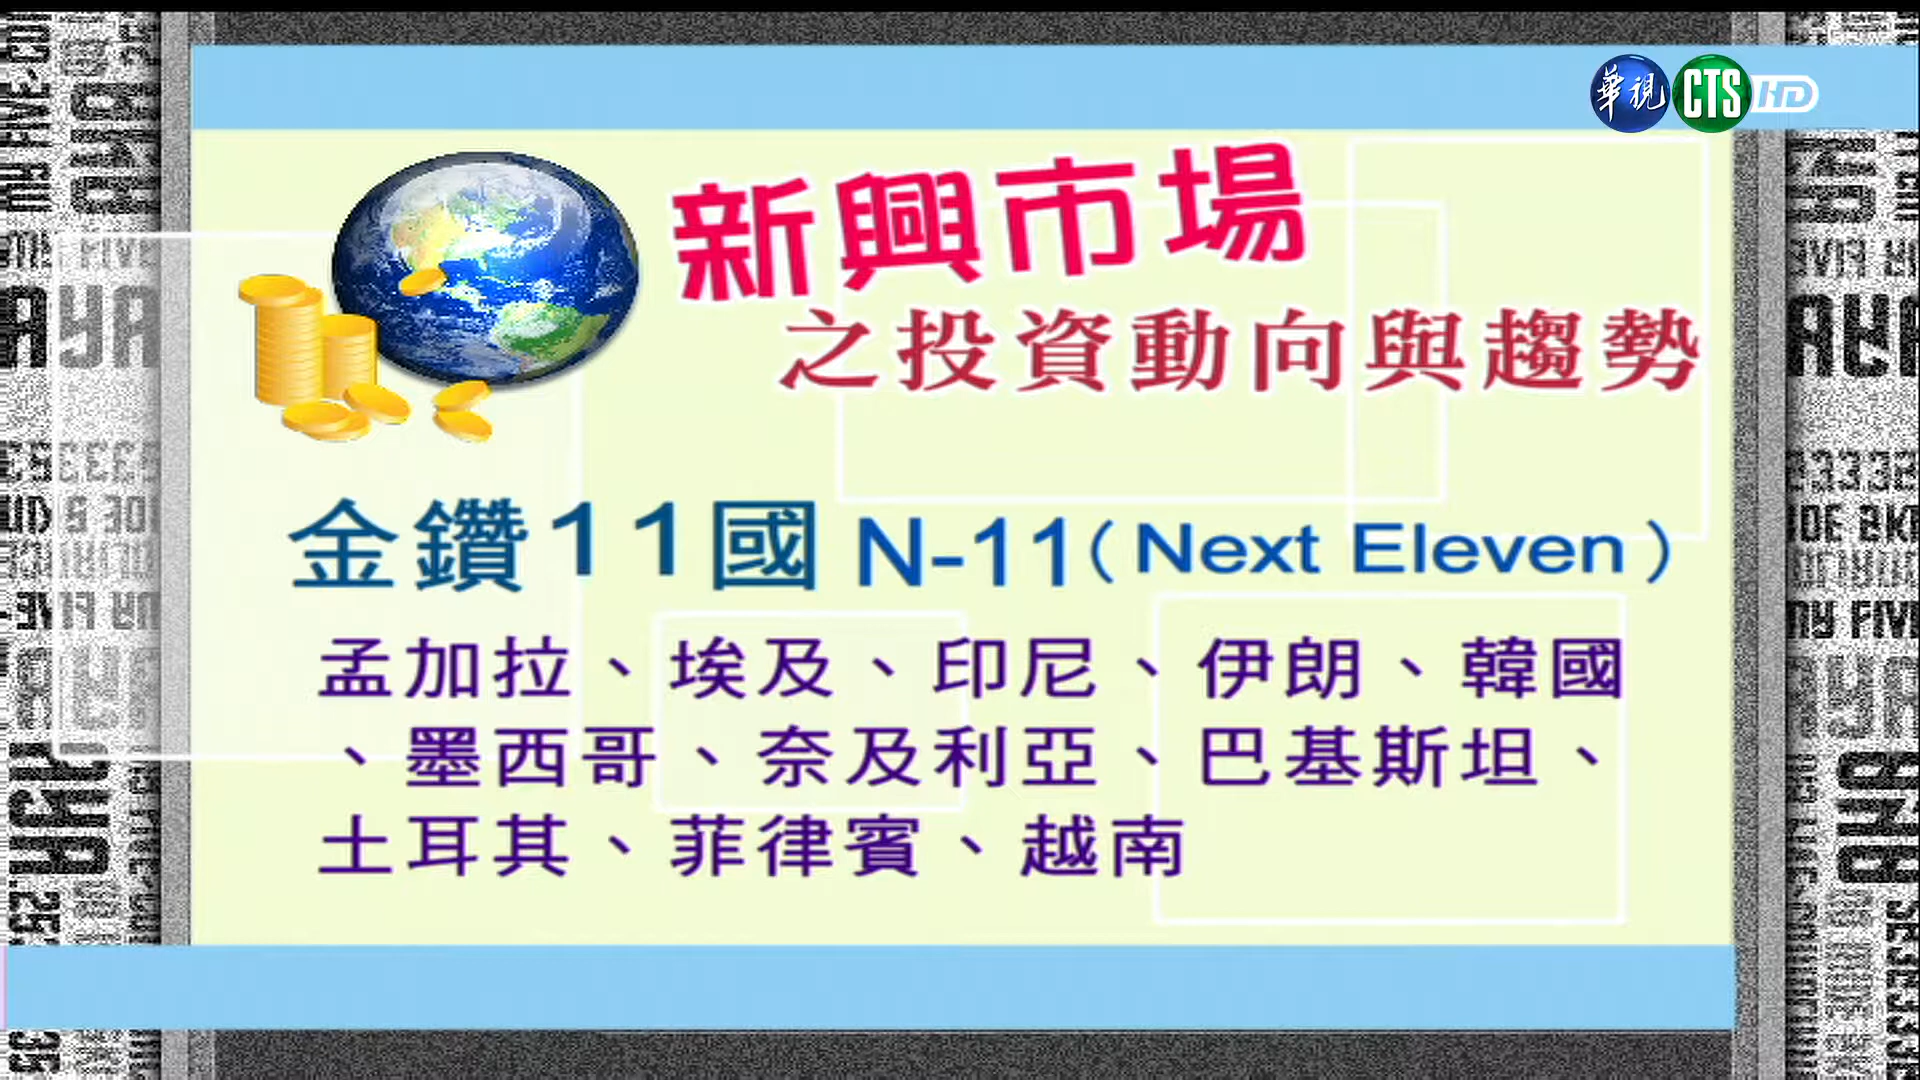 華視 CTS HD
新興市場
之投資動向與趨勢
金鑽11國 N-11(Next Eleven)
孟加拉、埃及、印尼、伊朗、韓國
、墨西哥、奈及利亞、巴基斯坦、
土耳其、菲律賓、越南